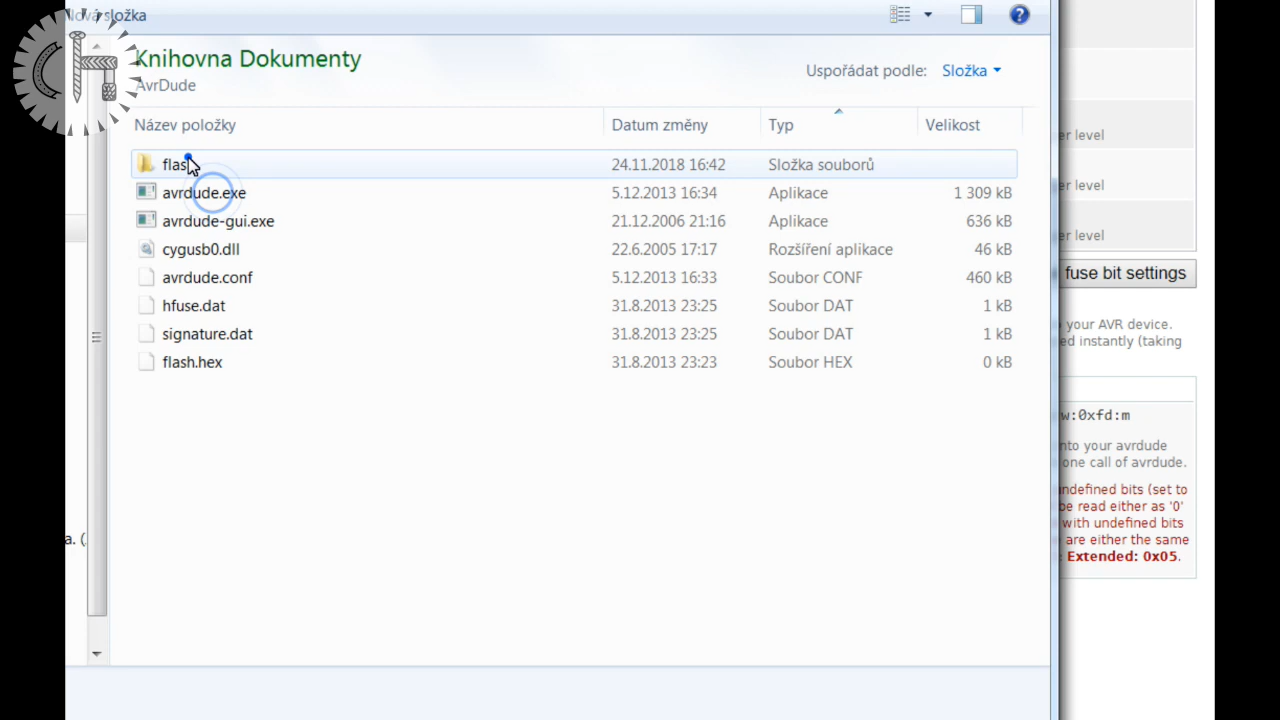 Nová složka
Knihovna Dokumenty
AvrDude
Uspořádat podle: Složka
Název položky Datum změny Typ Velikost
flas 24.11.2018 16:42 Složka souborů
avrdude.exe 5.12.2013 16:34 Aplikace 1 309 kB
avrdude-gui.exe 21.12.2006 21:16 Aplikace 636 kB
cygusb0.dll 22.6.2005 17:17 Rozšíření aplikace 46 kB
avrdude.conf 5.12.2013 16:33 Soubor CONF 460 kB
hfuse.dat 31.8.2013 23:25 Soubor DAT 1 kB
signature.dat 31.8.2013 23:25 Soubor DAT 1 kB
flash.hex 31.8.2013 23:23 Soubor HEX 0 kB
a. (
er level
er level
er level
fuse bit settings
your AVR device.
ed instantly (taking
w:0xfd:m
nto your avrdude
one call of avrdude.
ndefined bits (set to
be read either as '0'
with undefined bits
are either the same
: Extended: 0x05.